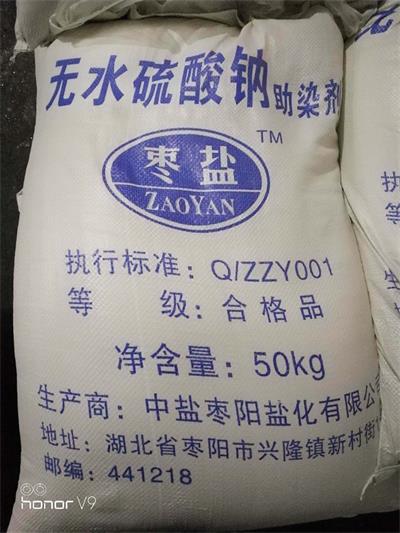 无水硫酸钠助染剂
TM
枣盐
ZAOYAN
执行标准：Q/ZZY001
等 级：合格品
净含量：50kg
生产商：中盐枣阳盐化有限公
地址：湖北省枣阳市兴隆镇新村街
邮编：441218
honor V9
执
等